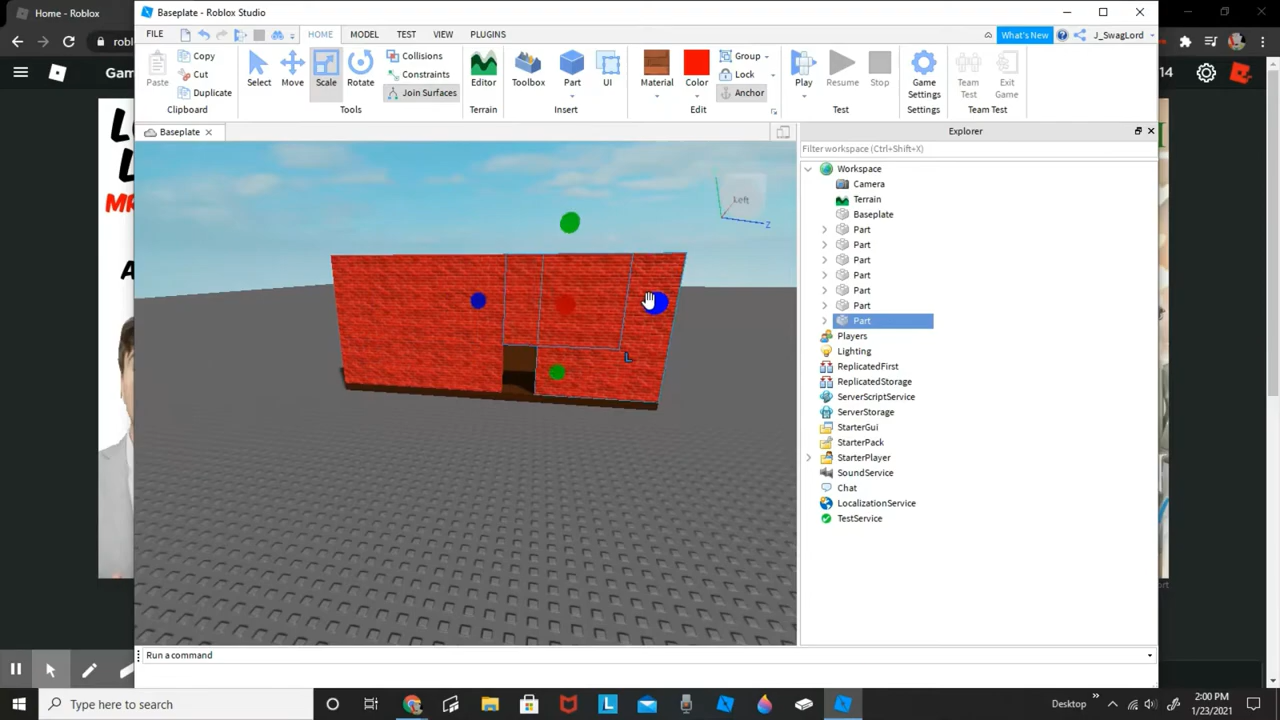 Home - Roblox
Baseplate - Roblox Studio
FILE
HOME
MODEL
TEST
VIEW
PLUGINS
What's New
J_SwagLord
robl
Gam
14
Paste
Copy
Cut
Duplicate
Clipboard
Select
Move
Scale
Rotate
Tools
Collisions
Constraints
Join Surfaces
Editor
Terrain
Toolbox
Part
UI
Insert
Material
Color
Group
Lock
Anchor
Edit
Play
Resume
Stop
Test
Game
Settings
Settings
Team
Test
Exit
Game
Team Test
Baseplate
Explorer
Filter workspace (Ctrl+Shift+X)
Workspace
Camera
Terrain
Baseplate
Part
Part
Part
Part
Part
Part
Part
Players
Lighting
ReplicatedFirst
ReplicatedStorage
ServerScriptService
ServerStorage
StarterGui
StarterPack
StarterPlayer
SoundService
Chat
LocalizationService
TestService
Left
Z
L
MR
Run a command
Type here to search
Desktop
2:00 PM
1/23/2021